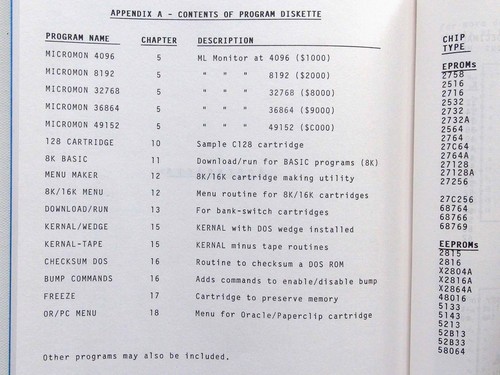 APPENDIX A - CONTENTS OF PROGRAM DISKETTE
PROGRAM NAME CHAPTER DESCRIPTION
MICROMON 4096 5 ML Monitor at 4096 ($1000)
MICROMON 8192 5 " " " 8192 ($2000)
MICROMON 32768 5 " " " 32768 ($8000)
MICROMON 36864 5 " " " 36864 ($9000)
MICROMON 49152 5 " " " 49152 ($C000)
128 CARTRIDGE 10 Sample C128 cartridge
8K BASIC 11 Download/run for BASIC programs (8K)
MENU MAKER 12 8K/16K cartridge making utility
8K/16K MENU 12 Menu routine for 8K/16K cartridges
DOWNLOAD/RUN 13 For bank-switch cartridges
KERNAL/WEDGE 15 KERNAL with DOS wedge installed
KERNAL-TAPE 15 KERNAL minus tape routines
CHECKSUM DOS 16 Routine to checksum a DOS ROM
BUMP COMMANDS 16 Adds commands to enable/disable bump
FREEZE 17 Cartridge to preserve memory
OR/PC MENU 18 Menu for Oracle/Paperclip cartridge
Other programs may also be included.
CHIP
TYPE
EPROMs
2758
2516
2716
2532
2732
2732A
2564
2764
27C64
2764A
27128
27128A
27256
27C256
68764
68766
68769
EEPROMs
2815
2816
X2804A
X2816A
X2864A
48016
5133
5143
5213
52B13
52B33
58064